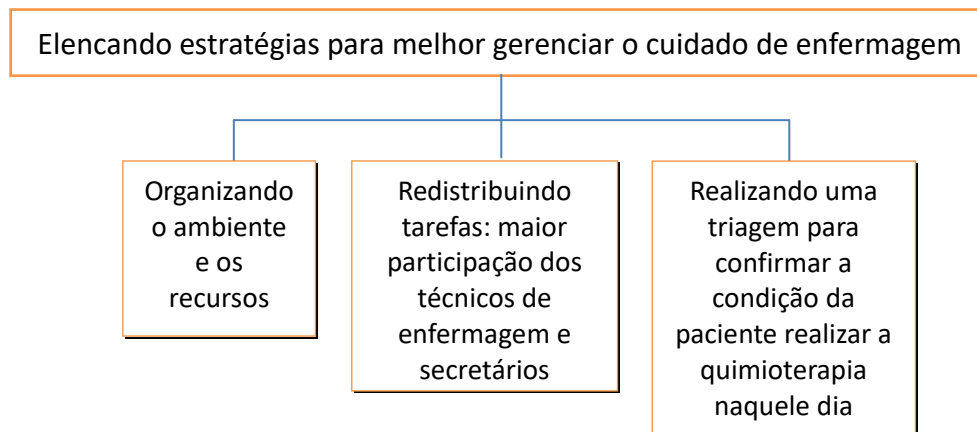 Elencando estratégias para melhor gerenciar o cuidado de enfermagem
Organizando
o ambiente
e os
recursos
Redistribuindo
tarefas: maior
participação dos
técnicos de
enfermagem e
secretários
Realizando uma
triagem para
confirmar a
condição da
paciente realizar a
quimioterapia
naquele dia